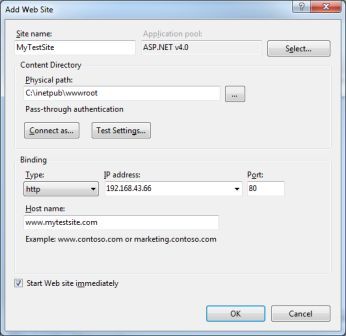 Add Web Site
Site name: Application pool:
MyTestSite ASP.NET v4.0 Select...
Content Directory
Physical path:
C:\inetpub\wwwroot ...
Pass-through authentication
Connect as... Test Settings...
Binding
Type: IP address: Port:
http 192.168.43.66 80
Host name:
www.mytestsite.com
Example: www.contoso.com or marketing.contoso.com
Start Web site immediately
OK Cancel